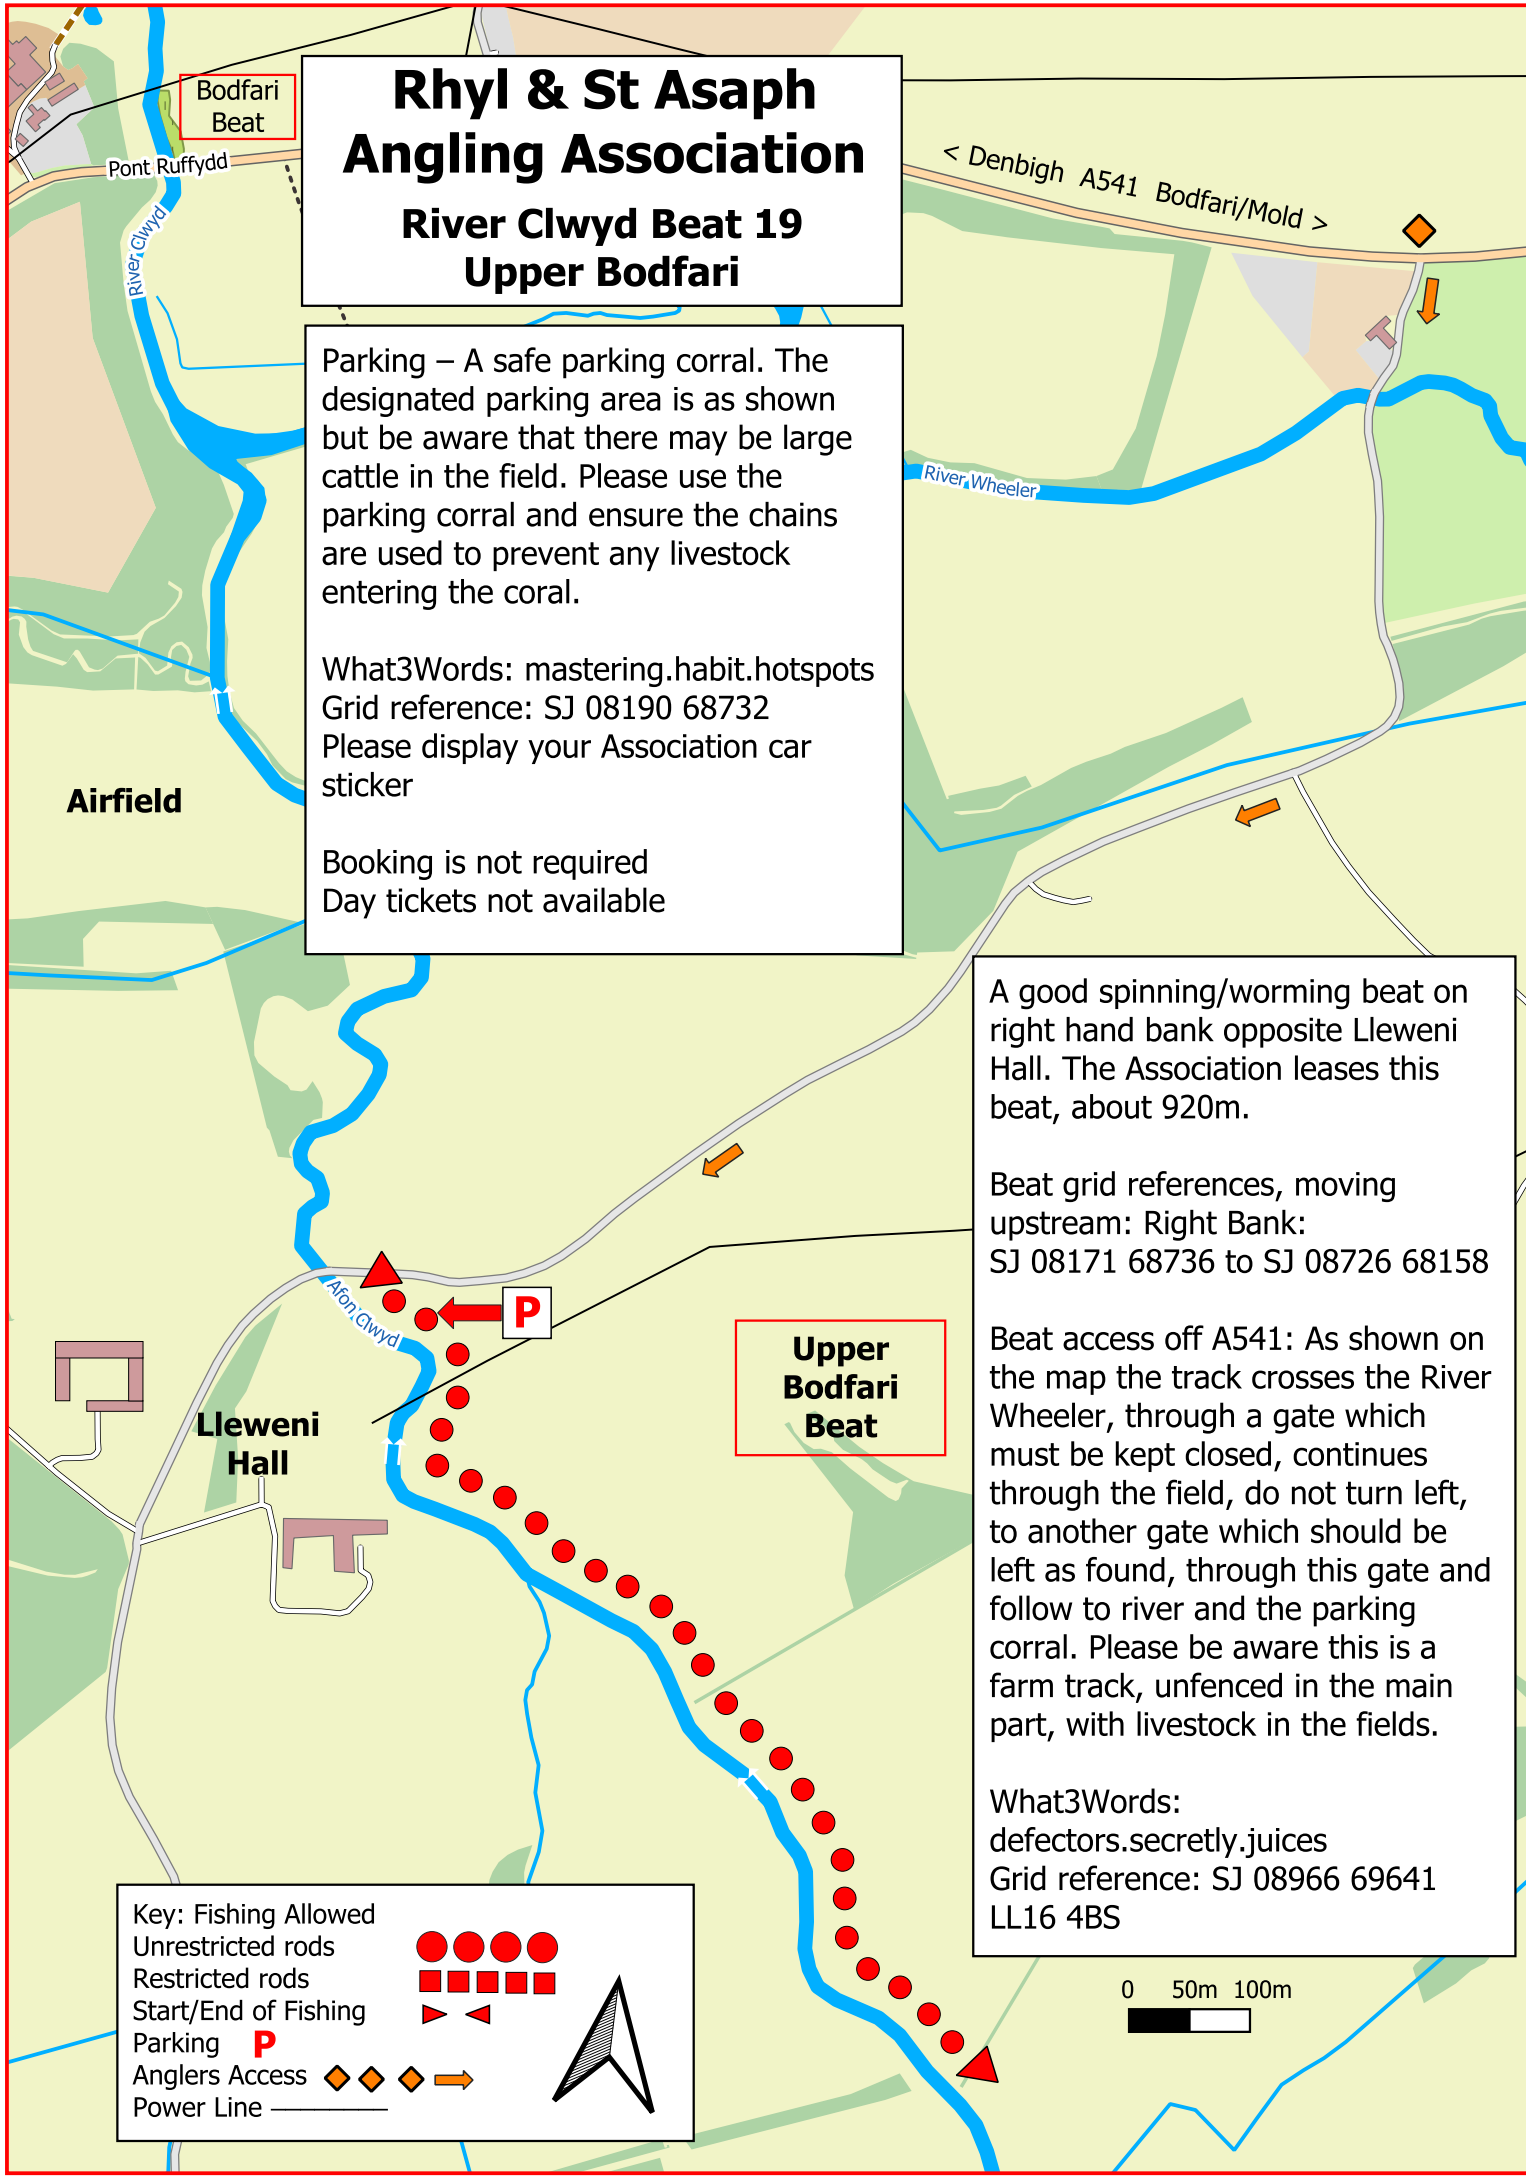 Bodfari
Beat
Rhyl & St Asaph
Angling Association
River Clwyd Beat 19
Upper Bodfari
Pont Ruffydd
River Clwyd
< Denbigh A541 Bodfari/Mold >
Parking – A safe parking corral. The
designated parking area is as shown
but be aware that there may be large
cattle in the field. Please use the
parking corral and ensure the chains
are used to prevent any livestock
entering the coral.
What3Words: mastering.habit.hotspots
Grid reference: SJ 08190 68732
Please display your Association car
sticker
Booking is not required
Day tickets not available
River Wheeler
Airfield
A good spinning/worming beat on
right hand bank opposite Lleweni
Hall. The Association leases this
beat, about 920m.
Beat grid references, moving
upstream: Right Bank:
SJ 08171 68736 to SJ 08726 68158
Beat access off A541: As shown on
the map the track crosses the River
Wheeler, through a gate which
must be kept closed, continues
through the field, do not turn left,
to another gate which should be
left as found, through this gate and
follow to river and the parking
corral. Please be aware this is a
farm track, unfenced in the main
part, with livestock in the fields.
What3Words:
defectors.secretly.juices
Grid reference: SJ 08966 69641
LL16 4BS
Afon Clwyd
P
Upper
Bodfari
Beat
Lleweni
Hall
Key: Fishing Allowed
Unrestricted rods
Restricted rods
Start/End of Fishing
Parking P
Anglers Access
Power Line
0 50m 100m